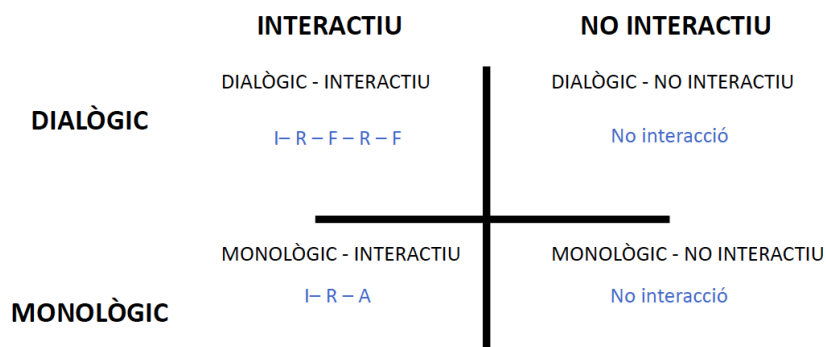 INTERACTIU
NO INTERACTIU
DIALÒGIC - INTERACTIU
DIALÒGIC - NO INTERACTIU
DIALÒGIC
I– R – F – R – F
No interacció
MONOLÒGIC - INTERACTIU
MONOLÒGIC - NO INTERACTIU
I– R – A
No interacció
MONOLÒGIC